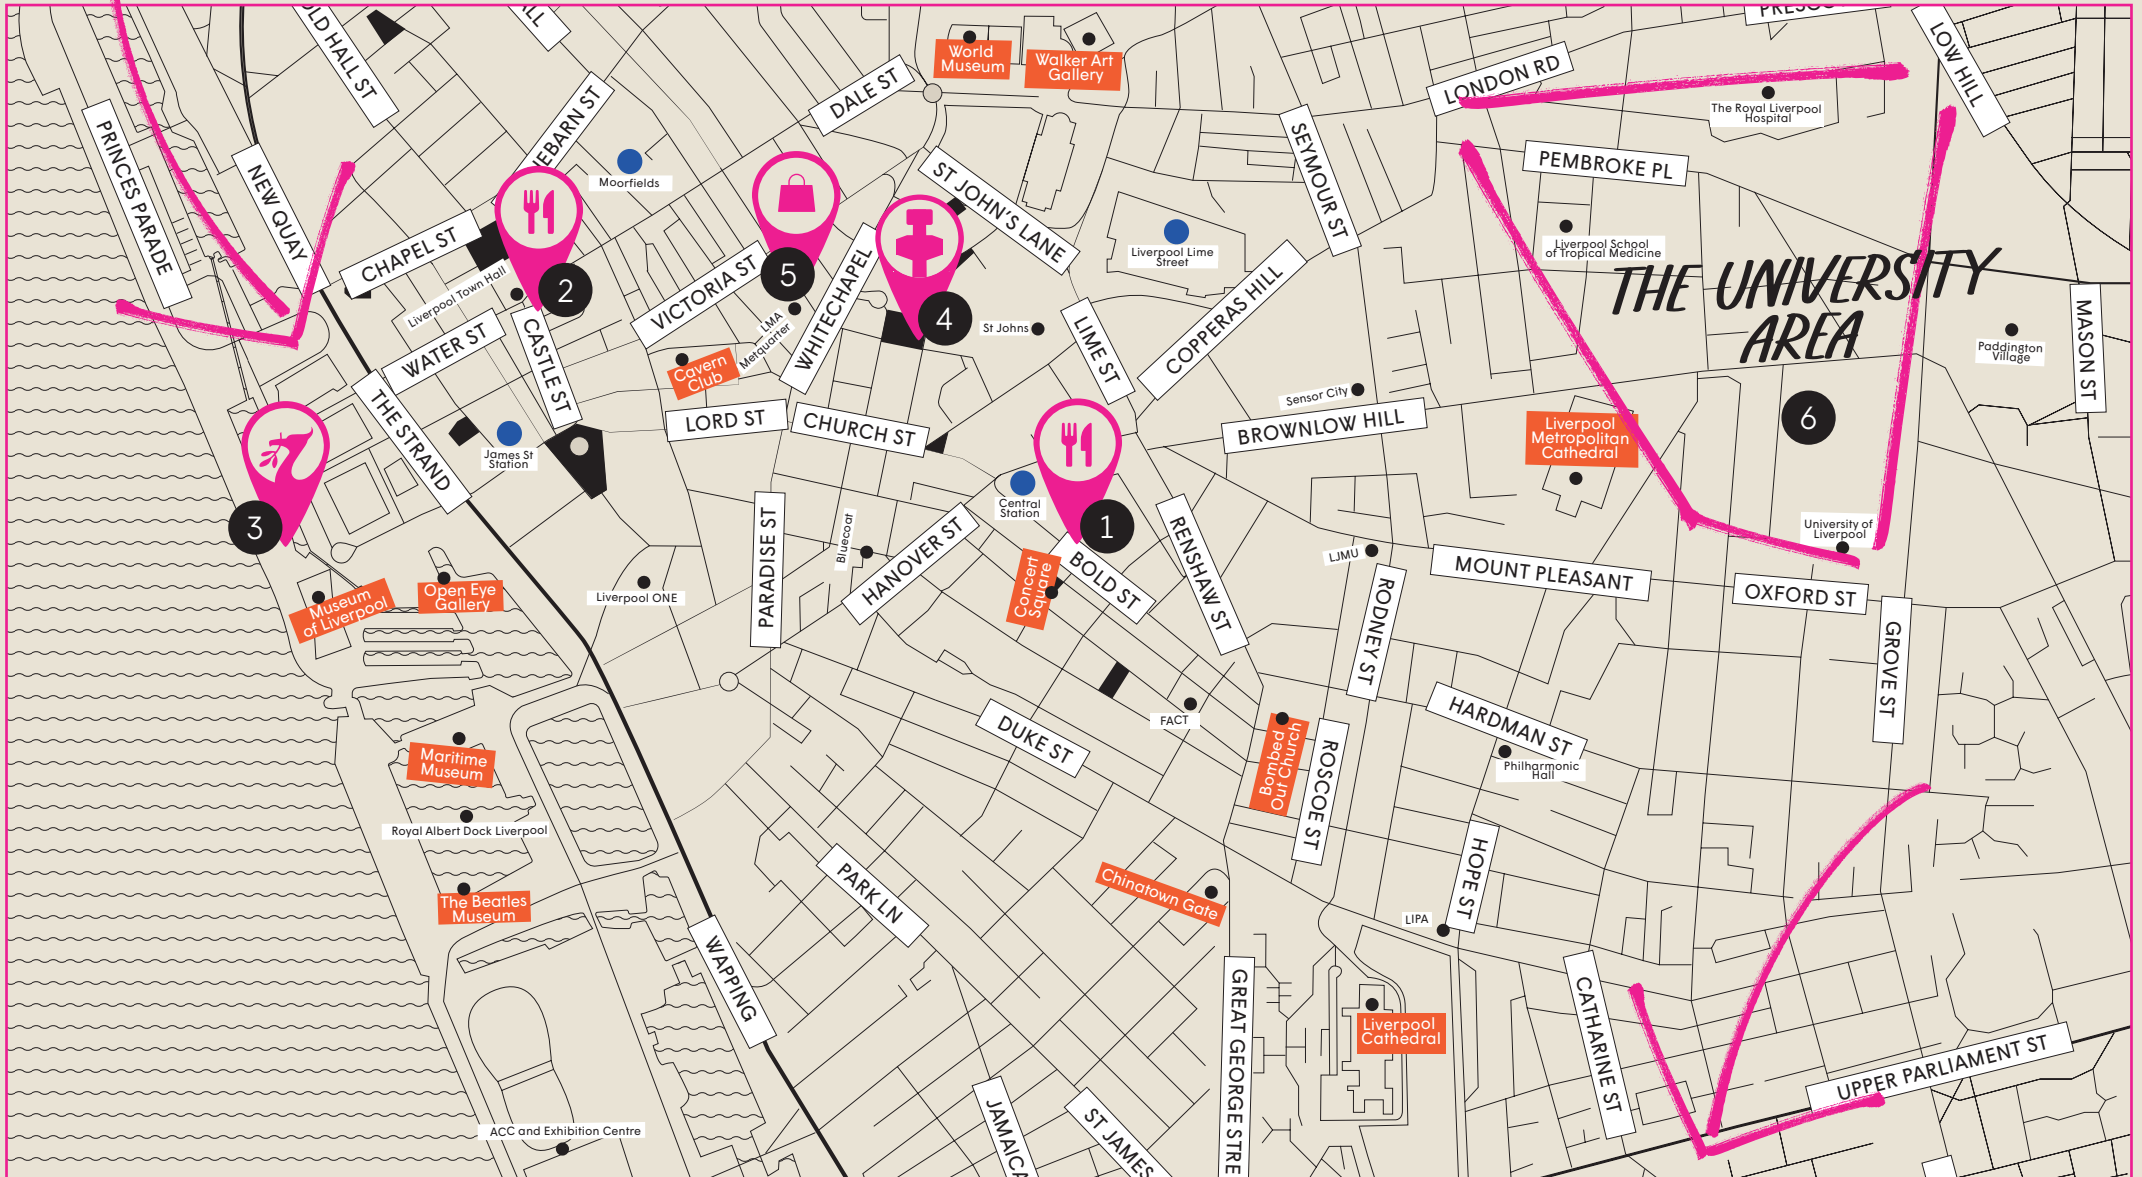 OLD HALL ST
PRINCES PARADE
NEW QUAY
CHAPEL ST
Moorfields
DALE ST
World
Museum
Walker Art
Gallery
ST JOHN'S LANE
SEYMOUR ST
LONDON RD
The Royal Liverpool
Hospital
LOW HILL
PEMBROKE PL
Liverpool School
of Tropical Medicine
THE UNIVERSITY
AREA
6
Paddington
Village
MASON ST
Liverpool Town Hall
2
WATER ST
CASTLE ST
VICTORIA ST
5
LMA
Metquarter
WHITECHAPEL
4
St Johns
Liverpool Lime
Street
LIME ST
COPPERAS HILL
Cavern
Club
LORD ST
CHURCH ST
Sensor City
BROWNLOW HILL
Liverpool
Metropolitan
Cathedral
THE STRAND
James St
Station
3
Central
Station
1
University of
Liverpool
PARADISE ST
Bluecoat
HANOVER ST
Concert
Square
BOLD ST
RENSHAW ST
LJMU
MOUNT PLEASANT
OXFORD ST
GROVE ST
Museum
of Liverpool
Open Eye
Gallery
Liverpool ONE
RODNEY ST
HARDMAN ST
Philharmonic
Hall
DUKE ST
FACT
Bombed
Out Church
ROSCOE ST
Maritime
Museum
Royal Albert Dock Liverpool
The Beatles
Museum
PARK LN
Chinatown Gate
HOPE ST
LIPA
WAPPING
GREAT GEORGE STRE
Liverpool
Cathedral
CATHARINE ST
UPPER PARLIAMENT ST
ACC and Exhibition Centre
JAMAICA
ST JAMES